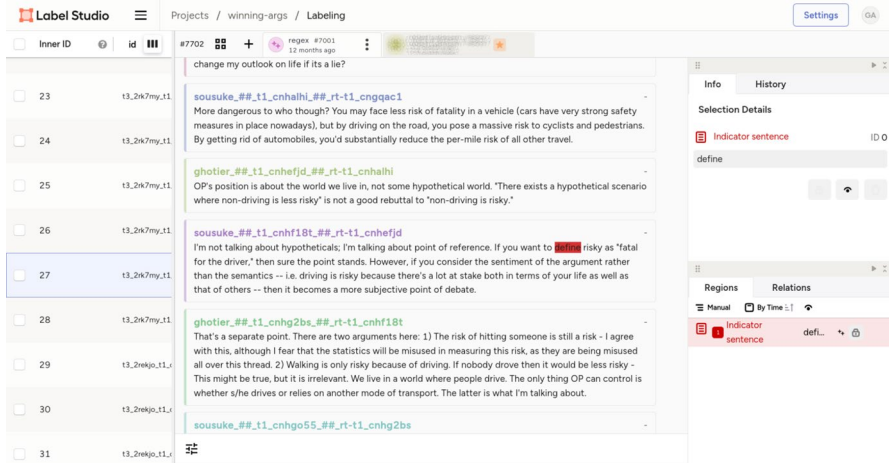 Label Studio
Projects / winning-args / Labeling
Settings
GA
Inner ID
id
#7702
regex #7001
12 months ago
23
t3_2rk7my_t1
24
t3_2rk7my_t1
25
t3_2rk7my_t1
26
t3_2rk7my_t1
27
t3_2rk7my_t1
28
t3_2rk7my_t1
29
t3_2rekjo_t1_c
30
t3_2rekjo_t1_c
31
t3_2rekjo_t1_c
change my outlook on life if its a lie?
sousuke_##_t1_cnhalhi_##_rt-t1_cngqac1 -
More dangerous to who though? You may face less risk of fatality in a vehicle (cars have very strong safety
measures in place nowadays), but by driving on the road, you pose a massive risk to cyclists and pedestrians.
By getting rid of automobiles, you'd substantially reduce the per-mile risk of all other travel.
ghotier_##_t1_cnhefjd_##_rt-t1_cnhalhi -
OP's position is about the world we live in, not some hypothetical world. "There exists a hypothetical scenario
where non-driving is less risky" is not a good rebuttal to "non-driving is risky."
sousuke_##_t1_cnhf18t_##_rt-t1_cnhefjd -
I'm not talking about hypotheticals; I'm talking about point of reference. If you want to define risky as "fatal
for the driver," then sure the point stands. However, if you consider the sentiment of the argument rather
than the semantics -- i.e. driving is risky because there's a lot at stake both in terms of your life as well as
that of others -- then it becomes a more subjective point of debate.
ghotier_##_t1_cnhg2bs_##_rt-t1_cnhf18t -
That's a separate point. There are two arguments here: 1) The risk of hitting someone is still a risk - I agree
with this, although I fear that the statistics will be misused in measuring this risk, as they are being misused
all over this thread. 2) Walking is only risky because of driving. If nobody drove then it would be less risky -
This might be true, but it is irrelevant. We live in a world where people drive. The only thing OP can control is
whether s/he drives or relies on another mode of transport. The latter is what I'm talking about.
sousuke_##_t1_cnhgo55_##_rt-t1_cnhg2bs -
Info
History
Selection Details
Indicator sentence
ID 0
define
Regions
Relations
Manual
By Time
1
Indicator
sentence
defi...